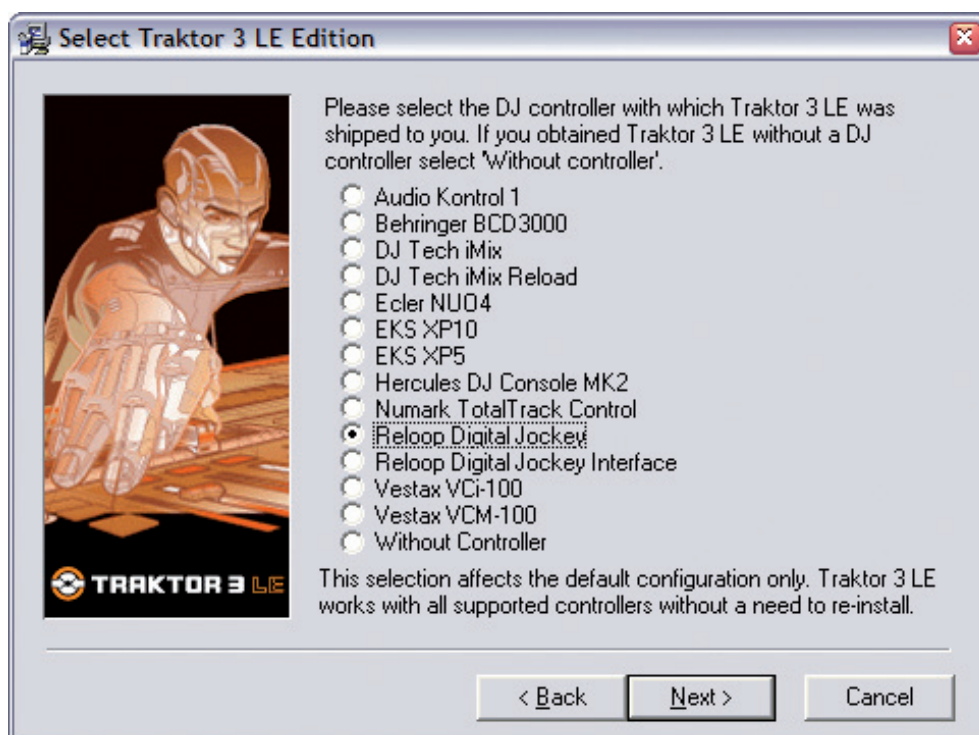 Select Traktor 3 LE Edition
Please select the DJ controller with which Traktor 3 LE was
shipped to you. If you obtained Traktor 3 LE without a DJ
controller select 'Without controller'.
Audio Kontrol 1
Behringer BCD3000
DJ Tech iMix
DJ Tech iMix Reload
Ecler NUO4
EKS XP10
EKS XP5
Hercules DJ Console MK2
Numark TotalTrack Control
Reloop Digital Jockey
Reloop Digital Jockey Interface
Vestax VCi-100
Vestax VCM-100
Without Controller
TRAKTOR 3 LE
This selection affects the default configuration only. Traktor 3 LE
works with all supported controllers without a need to re-install.
< Back
Next >
Cancel